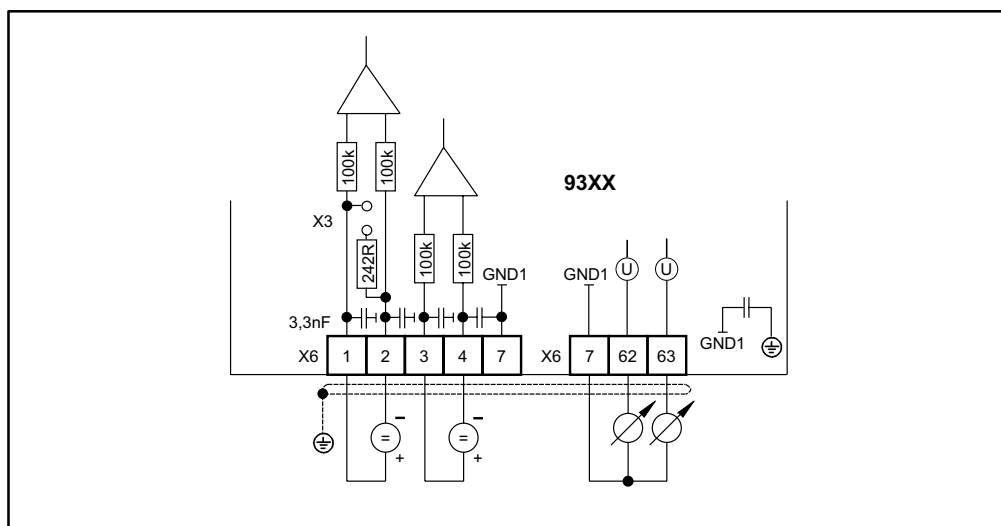 100k
100k
93XX
X3
242R
100k
100k
GND1
GND1
U
U
3,3nF
GND1
X6
1
2
3
4
7
X6
7
62
63
−
=
+
−
=
+